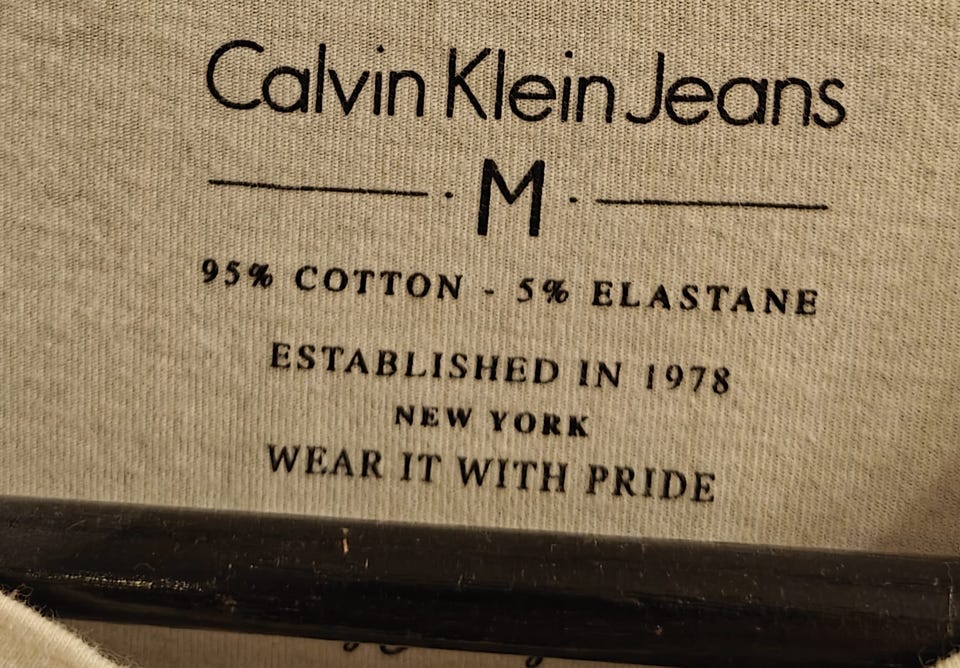 Calvin Klein Jeans
· M ·
95% COTTON - 5% ELASTANE
ESTABLISHED IN 1978
NEW YORK
WEAR IT WITH PRIDE